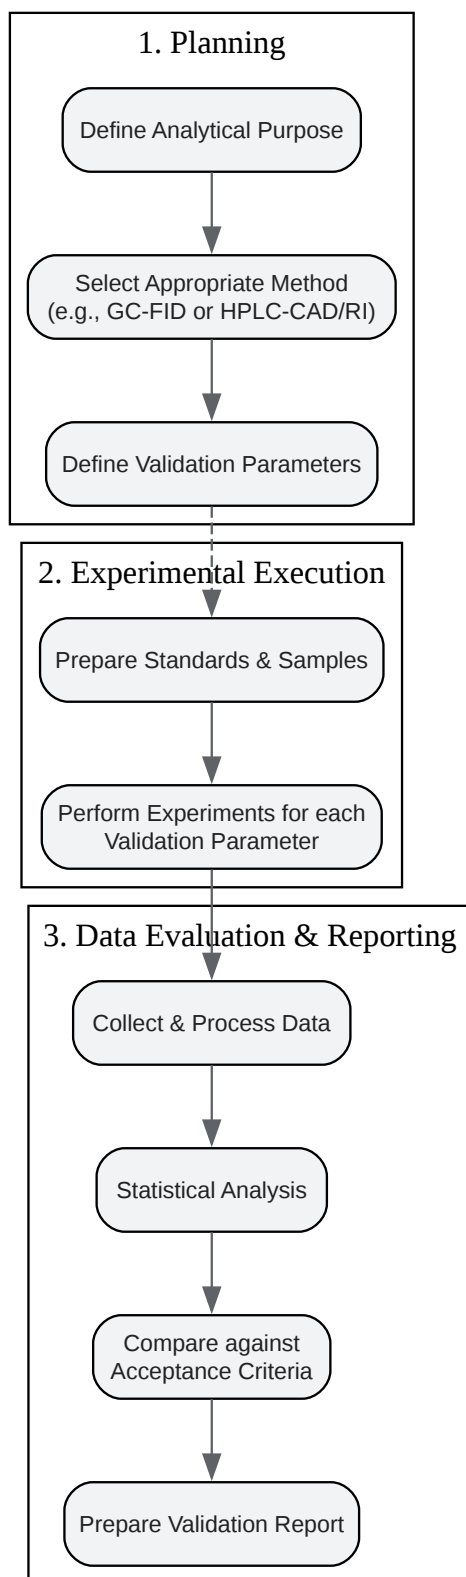 1. Planning
Define Analytical Purpose
Select Appropriate Method
(e.g., GC-FID or HPLC-CAD/RI)
Define Validation Parameters
2. Experimental Execution
Prepare Standards & Samples
Perform Experiments for each
Validation Parameter
3. Data Evaluation & Reporting
Collect & Process Data
Statistical Analysis
Compare against
Acceptance Criteria
Prepare Validation Report